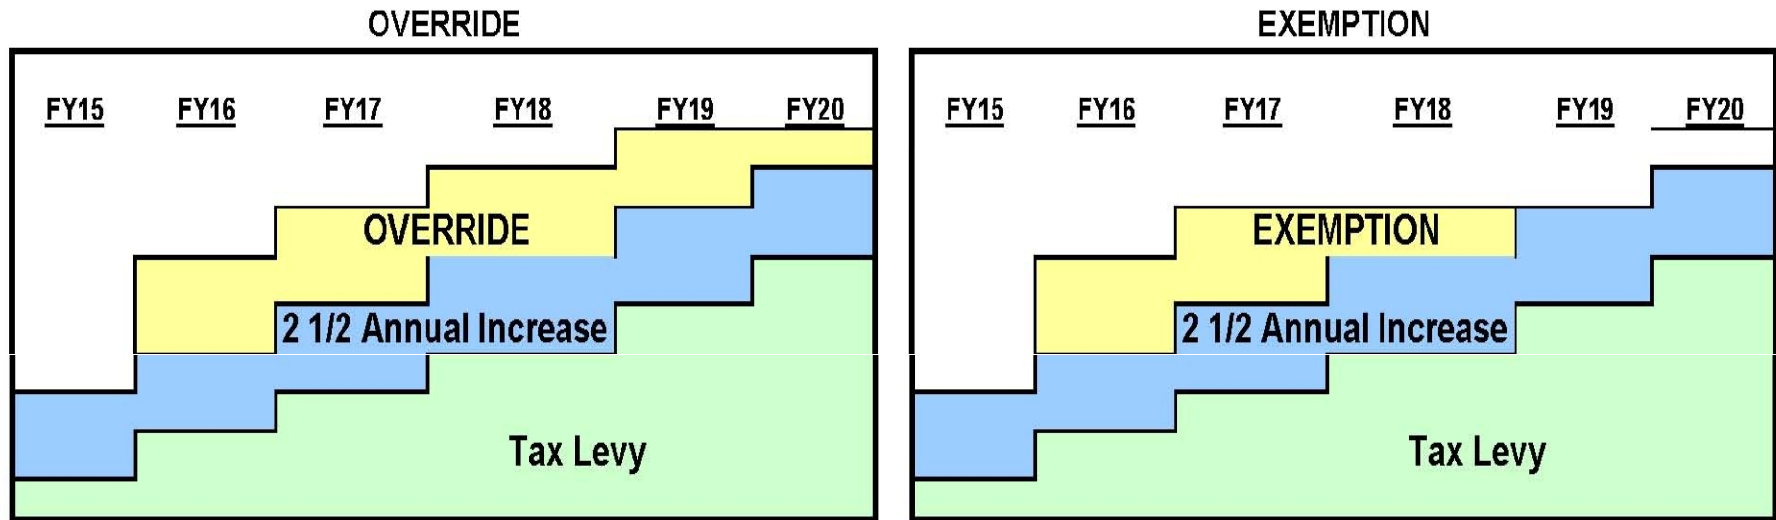 OVERRIDE
FY15 FY16 FY17 FY18 FY19 FY20
OVERRIDE
2 1/2 Annual Increase
Tax Levy
EXEMPTION
FY15 FY16 FY17 FY18 FY19 FY20
EXEMPTION
2 1/2 Annual Increase
Tax Levy